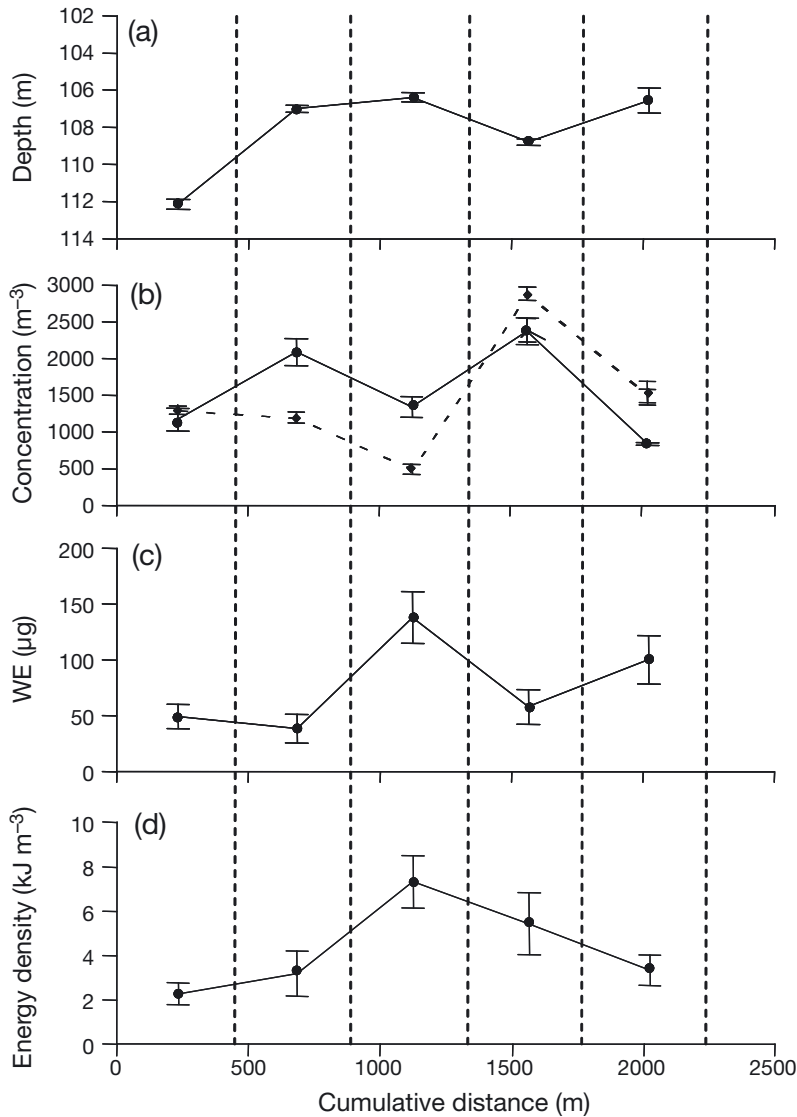 (a)
Depth (m)
102
104
106
108
110
112
114
(b)
Concentration (m–3)
3000
2500
2000
1500
1000
500
0
(c)
WE (µg)
200
150
100
50
0
(d)
Energy density (kJ m–3)
10
8
6
4
2
0
0 500 1000 1500 2000 2500
Cumulative distance (m)